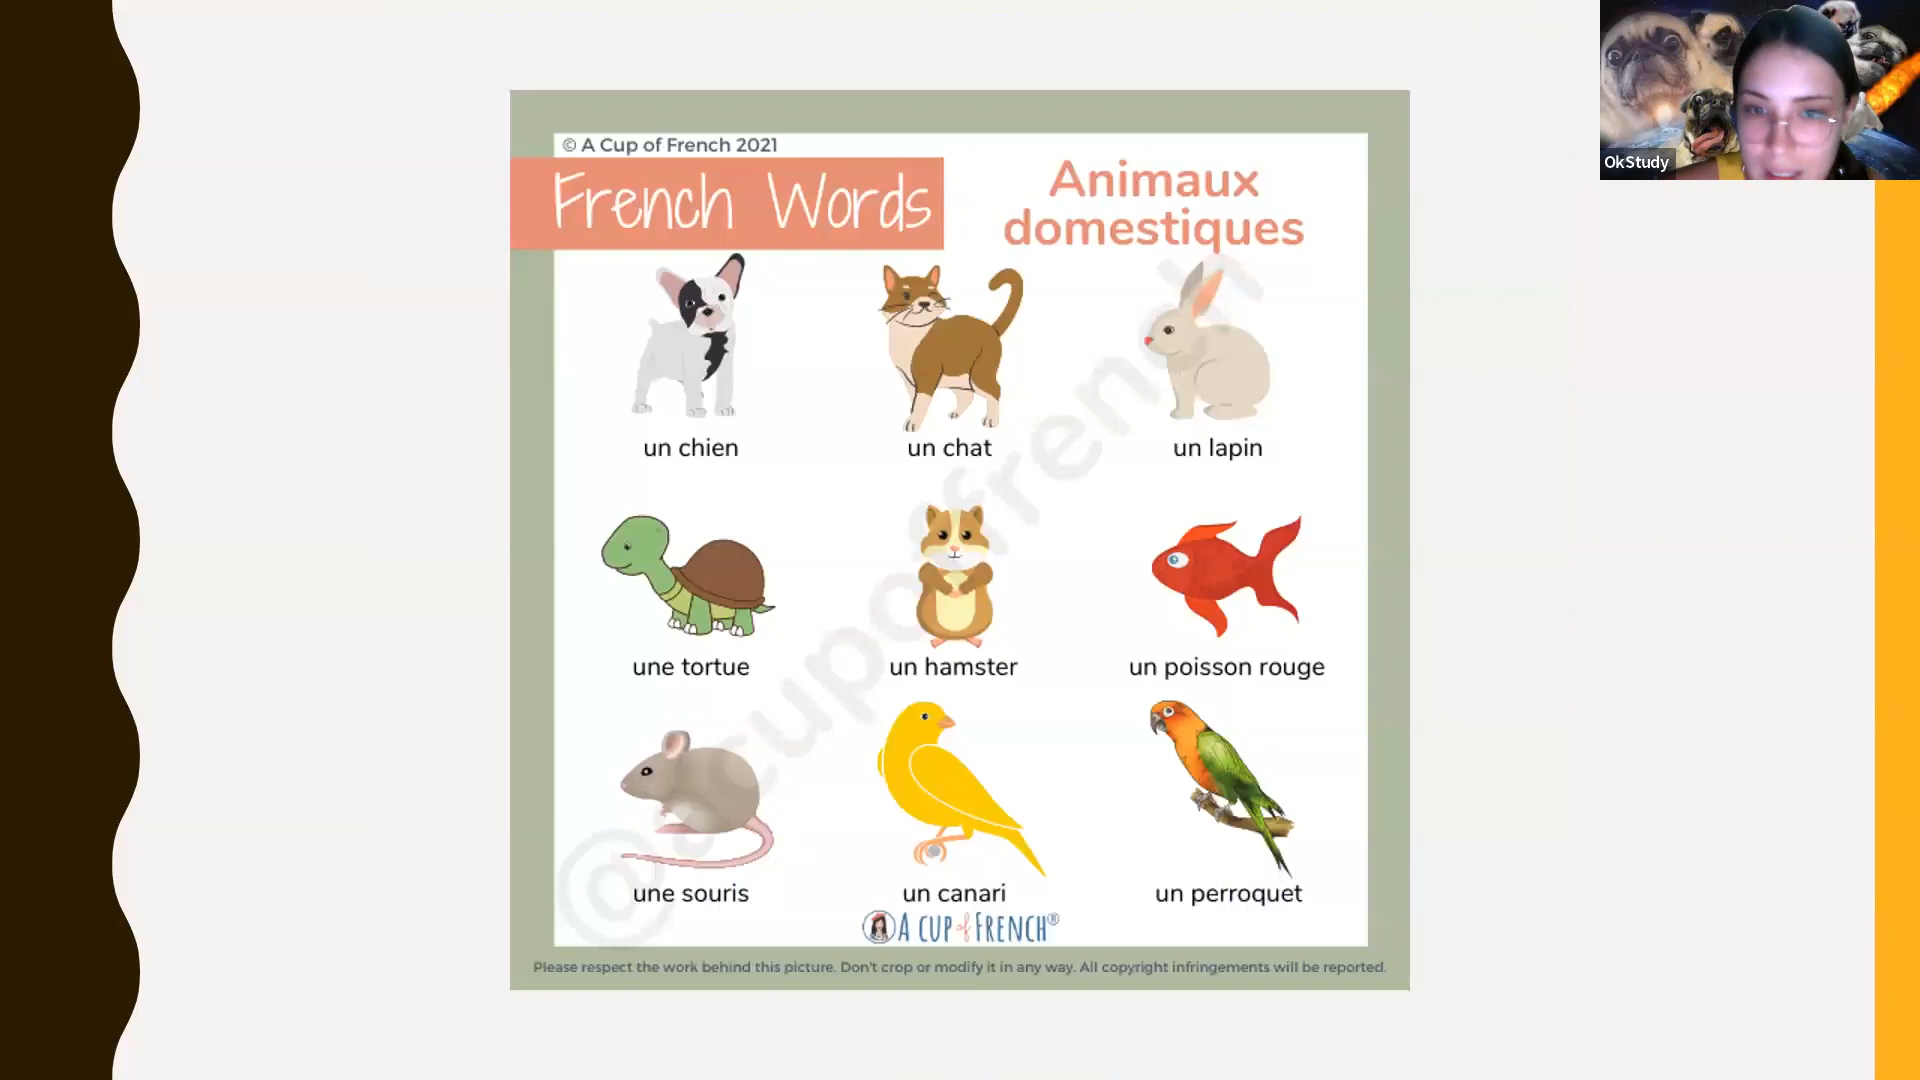 © A Cup of French 2021
French Words
Animaux
domestiques
un chien
un chat
un lapin
une tortue
un hamster
un poisson rouge
une souris
un canari
un perroquet
@acupoffrench
A CUP of FRENCH®
Please respect the work behind this picture. Don't crop or modify it in any way. All copyright infringements will be reported.
OkStudy